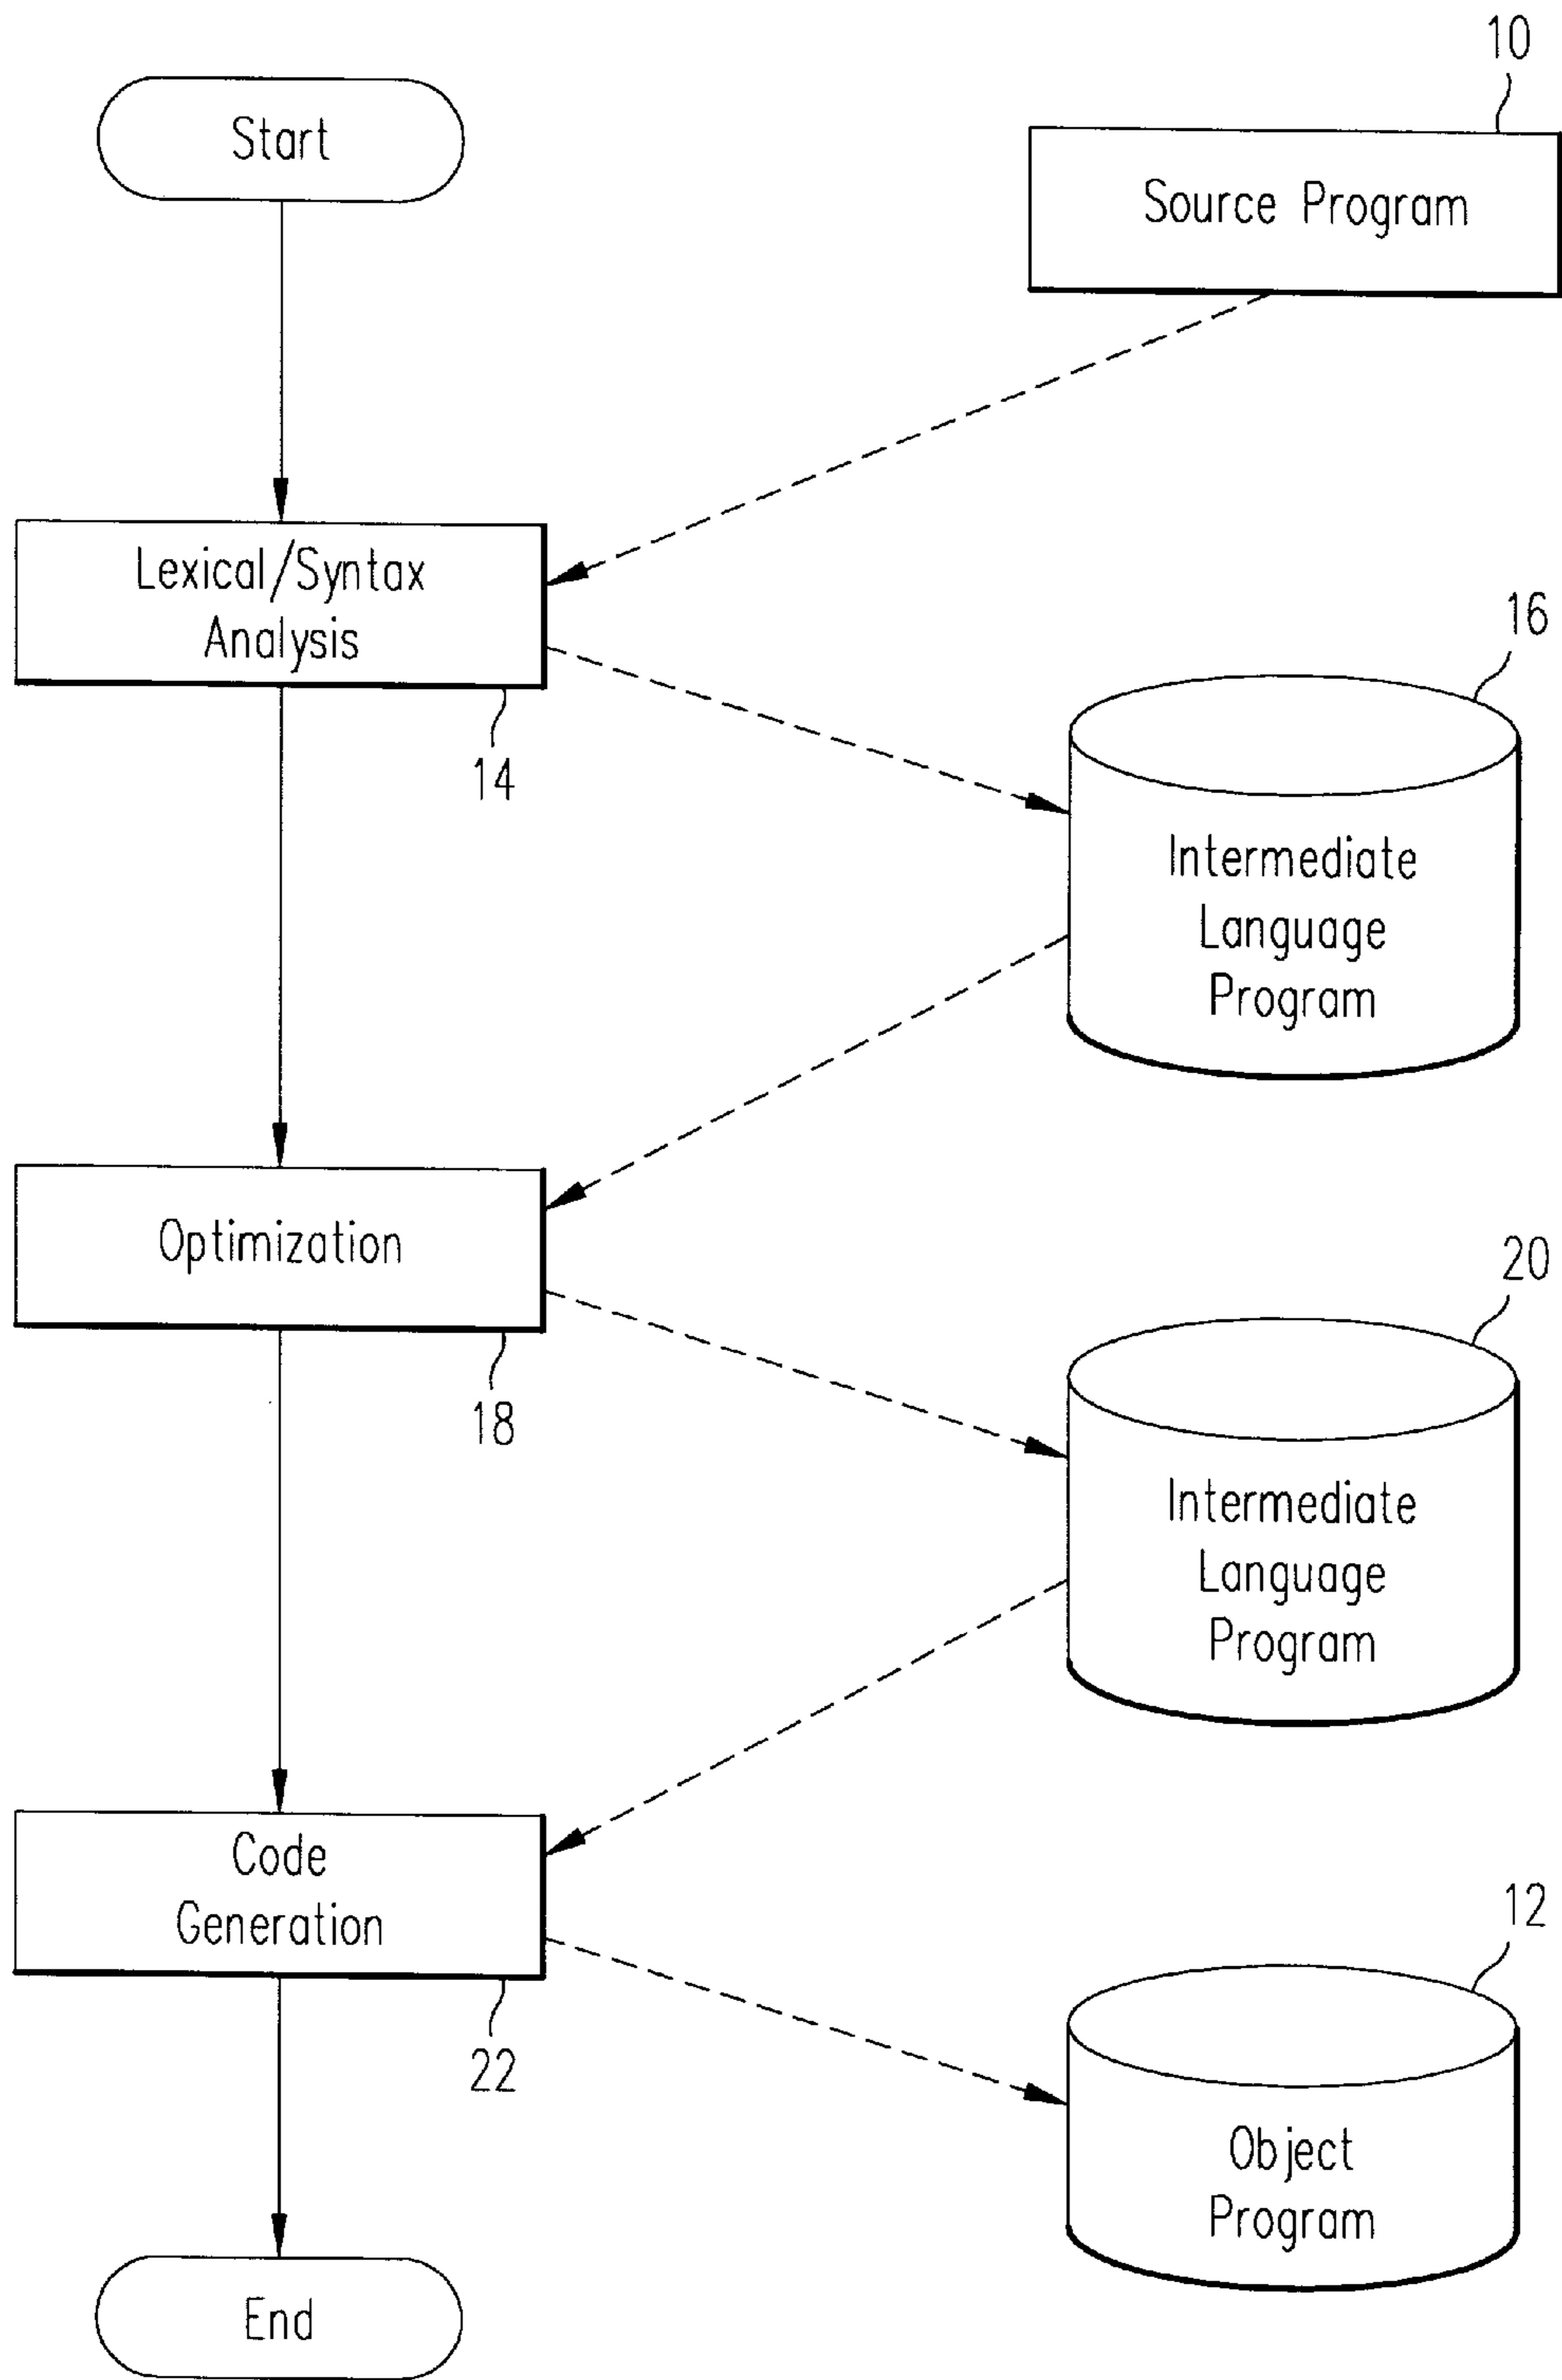 10
Start
Source Program
Lexical/Syntax
Analysis
14
16
Intermediate
Language
Program
Optimization
18
20
Intermediate
Language
Program
Code
Generation
22
12
Object
Program
End